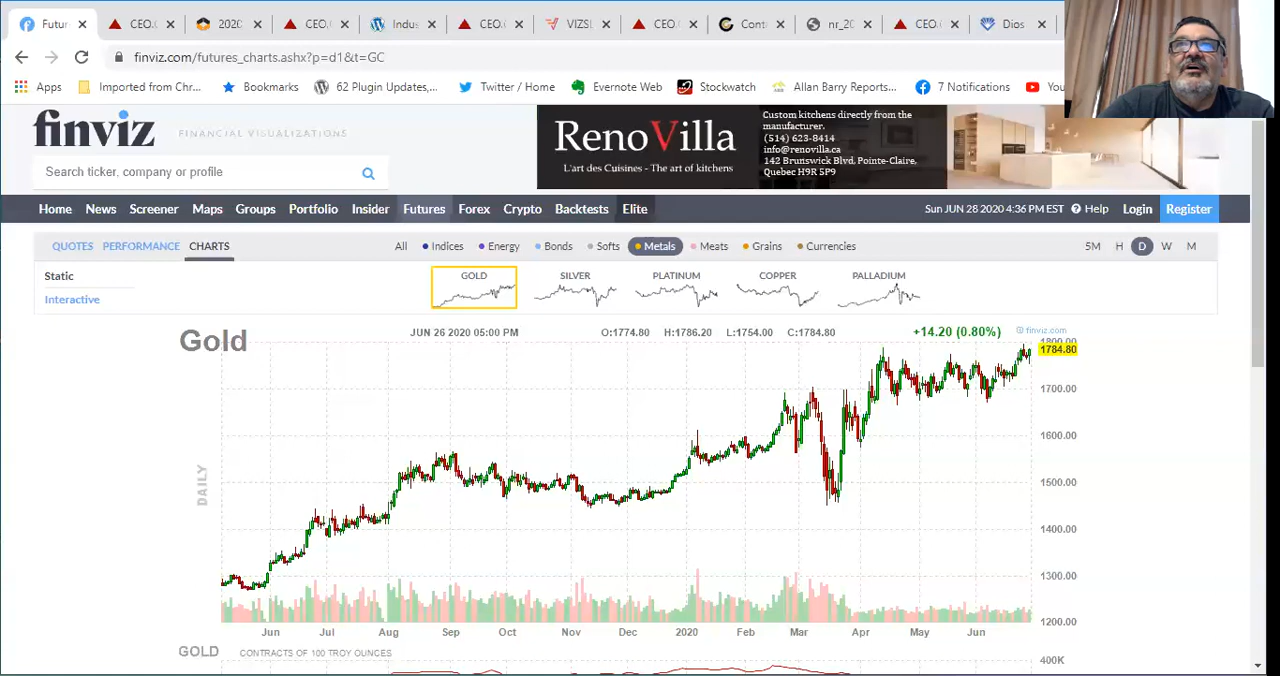 Futur
CEO.
2020
CEO.
Indus
CEO.
VIZSL
CEO.
Cont
nr_20
CEO.
Dios
finviz.com/futures_charts.ashx?p=d1&t=GC
Apps
Imported from Chr...
Bookmarks
62 Plugin Updates,...
Twitter / Home
Evernote Web
Stockwatch
Allan Barry Reports...
7 Notifications
You
finviz
FINANCIAL VISUALIZATIONS
RenoVilla
L'art des Cuisines - The art of kitchens
Custom kitchens directly from the
manufacturer.
(514) 623-8414
info@renovilla.ca
142 Brunswick Blvd, Pointe-Claire,
Quebec H9R 5P9
Search ticker, company or profile
Home News Screener Maps Groups Portfolio Insider Futures Forex Crypto Backtests Elite
Sun JUN 28 2020 4:36 PM EST Help Login Register
QUOTES PERFORMANCE CHARTS
All Indices Energy Bonds Softs Metals Meats Grains Currencies
5M H D W M
Static
Interactive
GOLD SILVER PLATINUM COPPER PALLADIUM
Gold
JUN 26 2020 05:00 PM O:1774.80 H:1786.20 L:1754.00 C:1784.80 +14.20 (0.80%)
© finviz.com
1800.00
1784.80
1700.00
1600.00
1500.00
1400.00
1300.00
1200.00
DAILY
Jun Jul Aug Sep Oct Nov Dec 2020 Feb Mar Apr May Jun
GOLD CONTRACTS OF 100 TROY OUNCES
400K